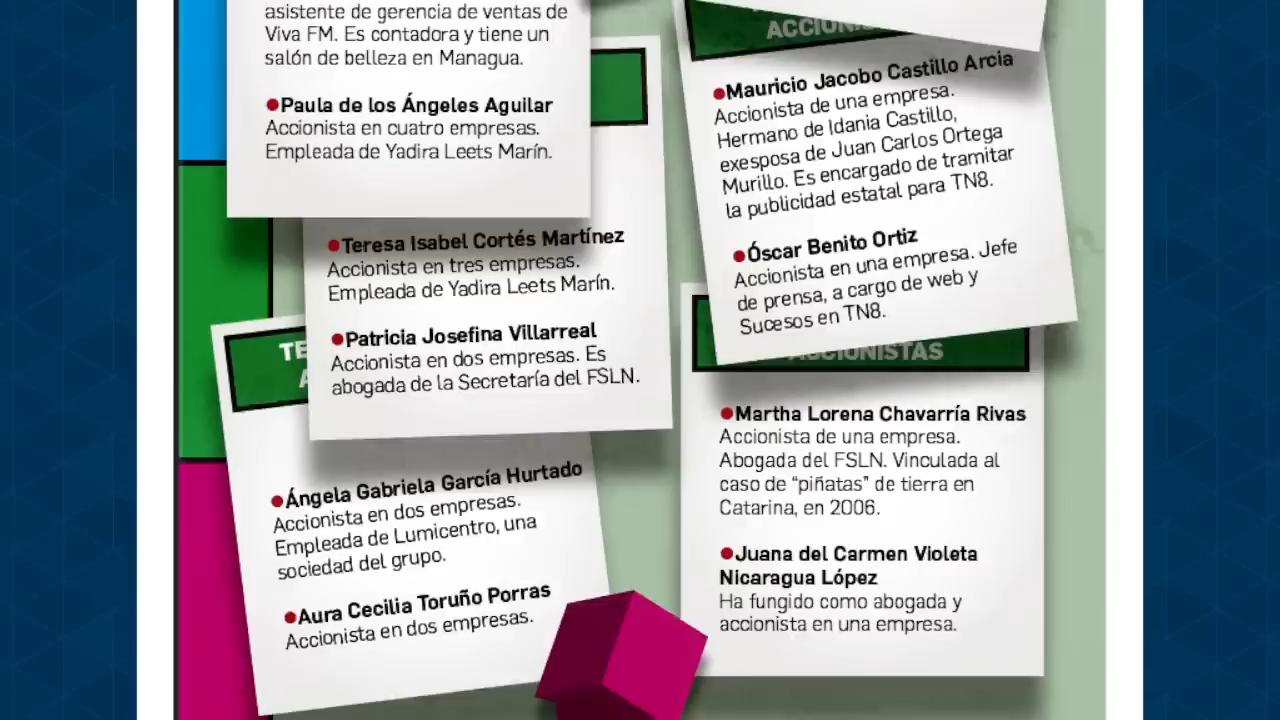 asistente de gerencia de ventas de
Viva FM. Es contadora y tiene un
salón de belleza en Managua.
●Paula de los Ángeles Aguilar
Accionista en cuatro empresas.
Empleada de Yadira Leets Marín.
●Teresa Isabel Cortés Martínez
Accionista en tres empresas.
Empleada de Yadira Leets Marín.
●Patricia Josefina Villarreal
Accionista en dos empresas. Es
abogada de la Secretaría del FSLN.
●Ángela Gabriela García Hurtado
Accionista en dos empresas.
Empleada de Lumicentro, una
sociedad del grupo.
●Aura Cecilia Toruño Porras
Accionista en dos empresas.
●Mauricio Jacobo Castillo Arcia
Accionista de una empresa.
Hermano de Idania Castillo,
exesposa de Juan Carlos Ortega
Murillo. Es encargado de tramitar
la publicidad estatal para TN8.
●Óscar Benito Ortiz
Accionista en una empresa. Jefe
de prensa, a cargo de web y
Sucesos en TN8.
ACCIONISTAS
●Martha Lorena Chavarría Rivas
Accionista de una empresa.
Abogada del FSLN. Vinculada al
caso de “piñatas” de tierra en
Catarina, en 2006.
●Juana del Carmen Violeta
Nicaragua López
Ha fungido como abogada y
accionista en una empresa.